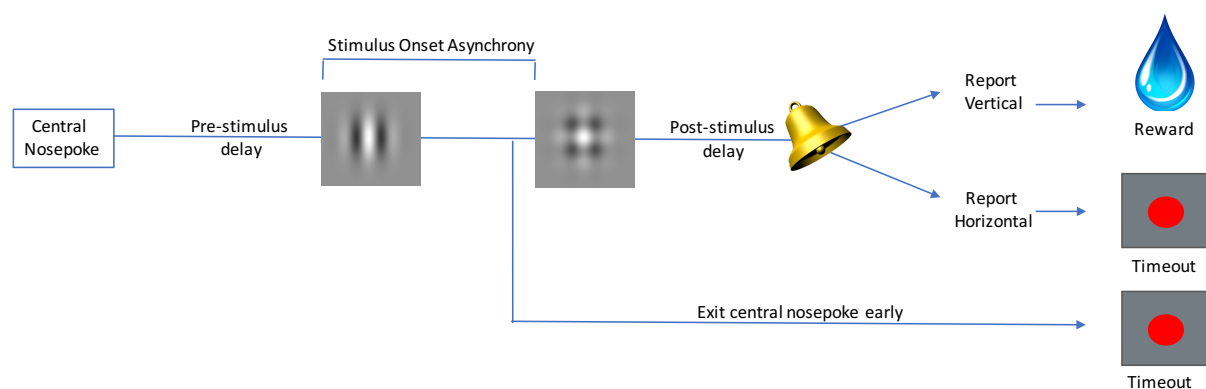 Stimulus Onset Asynchrony
Central
Nosepoke
Pre-stimulus
delay
Post-stimulus
delay
Report
Vertical
Reward
Report
Horizontal
Timeout
Exit central nosepoke early
Timeout